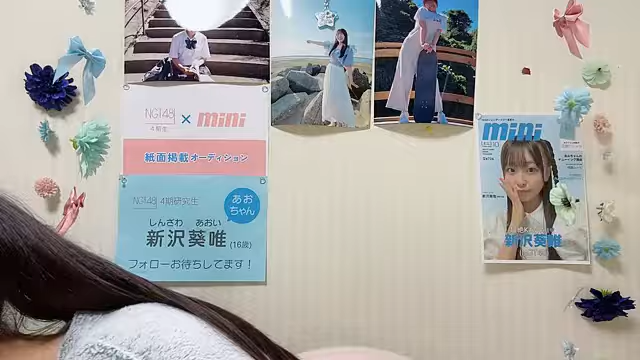 NGT48
4期生
×
mini
紙面掲載オーディション
NGT48 4期研究生
あお
ちゃん
しんざわ あおい
新沢葵唯
(16歳)
フォローお待ちしてます!
mini
新沢葵唯